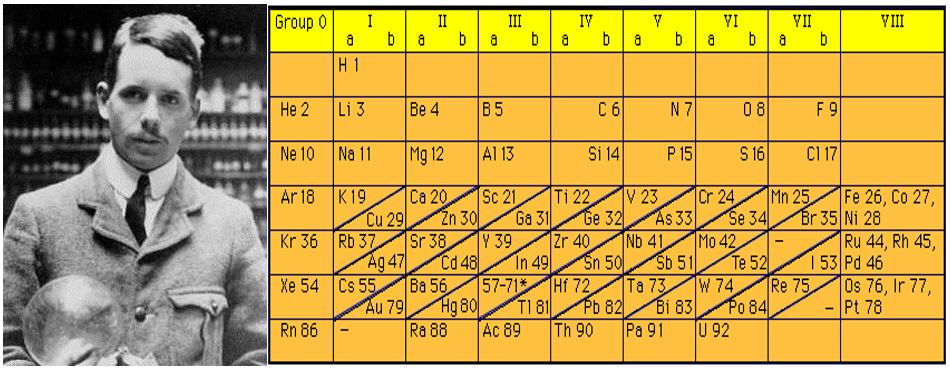 Group 0 I II III IV V VI VII VIII
a b a b a b a b a b a b a b
H 1
He 2 Li 3 Be 4 B 5 C 6 N 7 O 8 F 9
Ne 10 Na 11 Mg 12 Al 13 Si 14 P 15 S 16 Cl 17
Ar 18 K 19 Ca 20 Sc 21 Ti 22 V 23 Cr 24 Mn 25 Fe 26, Co 27,
Cu 29 Zn 30 Ga 31 Ge 32 As 33 Se 34 Br 35 Ni 28
Kr 36 Rb 37 Sr 38 Y 39 Zr 40 Nb 41 Mo 42 – Ru 44, Rh 45,
Ag 47 Cd 48 In 49 Sn 50 Sb 51 Te 52 I 53 Pd 46
Xe 54 Cs 55 Ba 56 57-71* Hf 72 Ta 73 W 74 Re 75 Os 76, Ir 77,
Au 79 Hg 80 Tl 81 Pb 82 Bi 83 Po 84 – Pt 78
Rn 86 – Ra 88 Ac 89 Th 90 Pa 91 U 92